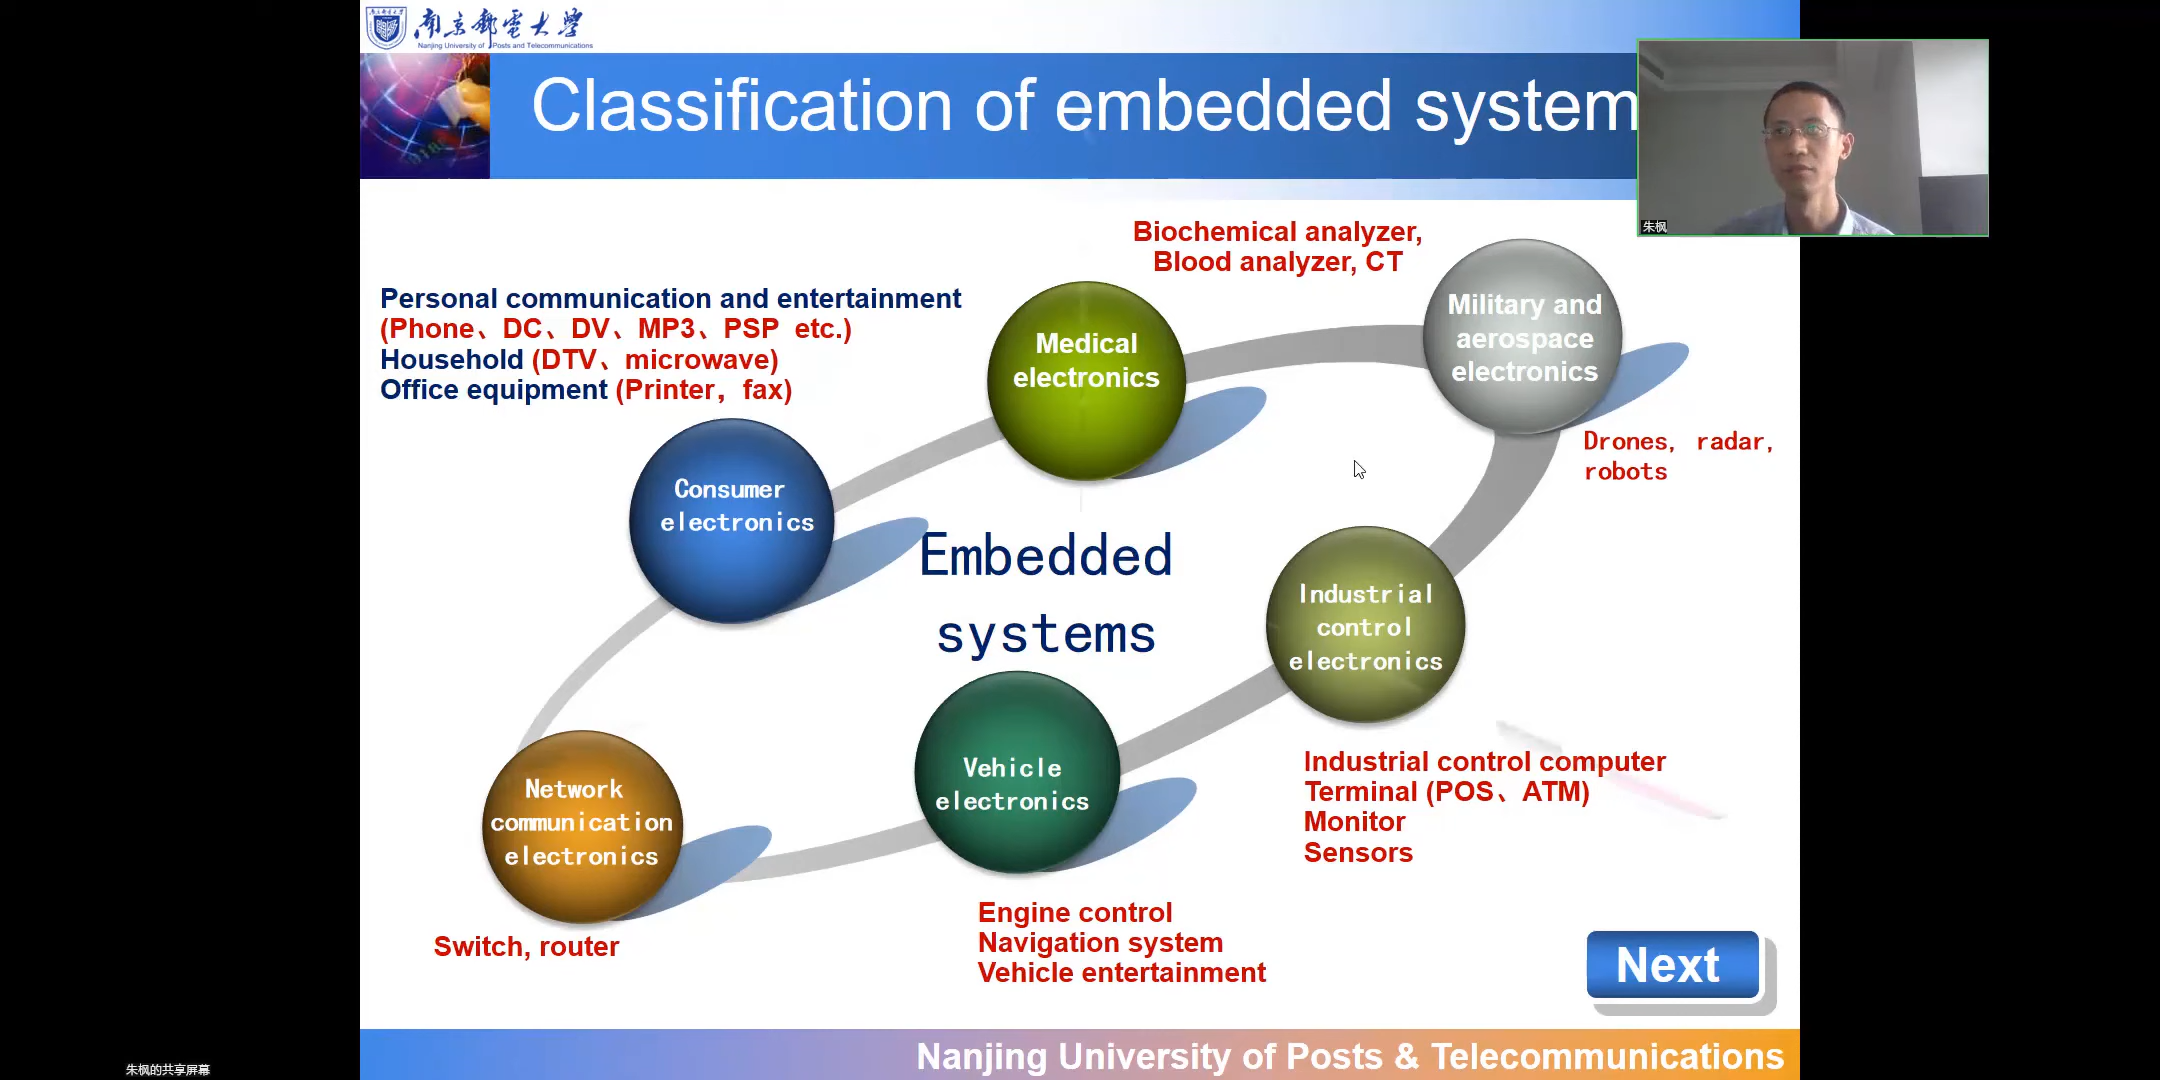 南京邮电大学
Nanjing University of Posts and Telecommunications
Classification of embedded system
朱枫
Biochemical analyzer,
Blood analyzer, CT
Military and
aerospace
electronics
Personal communication and entertainment
(Phone、DC、DV、MP3、PSP etc.)
Household (DTV、microwave)
Office equipment (Printer，fax)
Medical
electronics
Drones, radar,
robots
Consumer
electronics
Embedded
systems
Industrial
control
electronics
Vehicle
electronics
Network
communication
electronics
Industrial control computer
Terminal (POS、ATM)
Monitor
Sensors
Engine control
Navigation system
Vehicle entertainment
Switch, router
Next
Nanjing University of Posts & Telecommunications
朱枫的共享屏幕